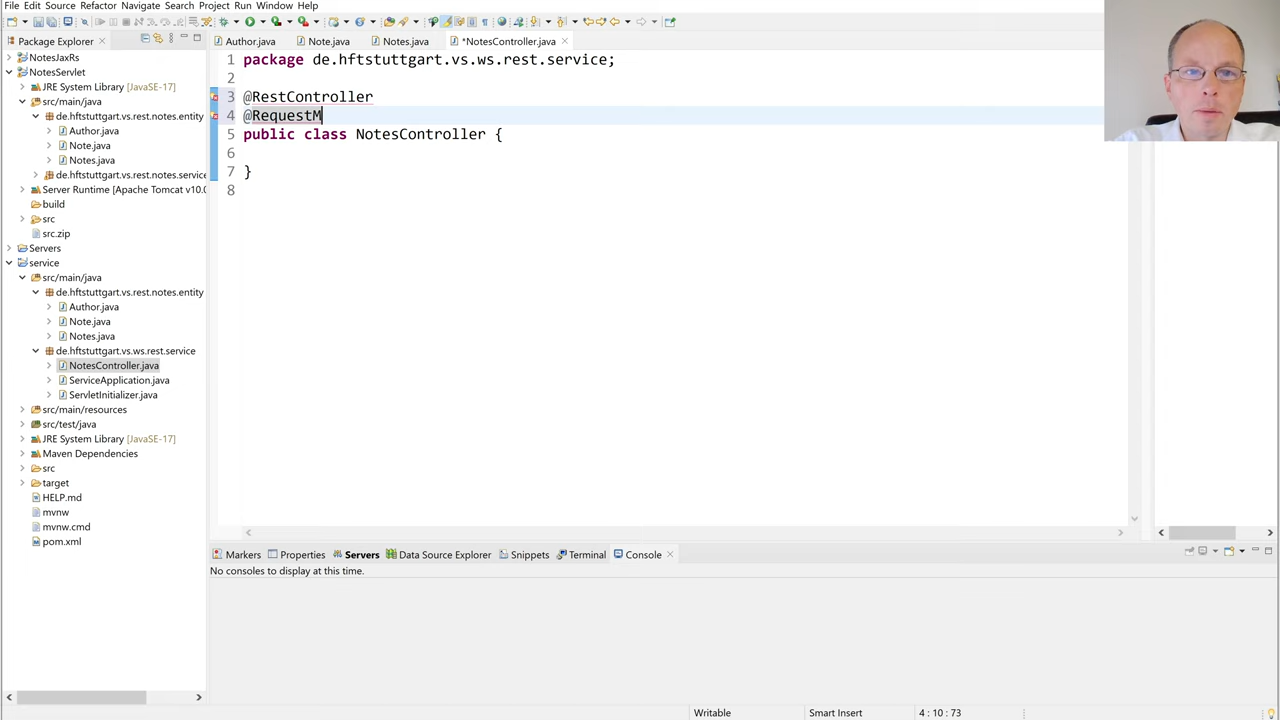 File Edit Source Refactor Navigate Search Project Run Window Help
Package Explorer
Author.java
Note.java
Notes.java
*NotesController.java
NotesJaxRs
NotesServlet
JRE System Library [JavaSE-17]
src/main/java
de.hftstuttgart.vs.rest.notes.entity
Author.java
Note.java
Notes.java
de.hftstuttgart.vs.rest.notes.service
Server Runtime [Apache Tomcat v10.0
build
src
src.zip
Servers
service
src/main/java
de.hftstuttgart.vs.rest.notes.entity
Author.java
Note.java
Notes.java
de.hftstuttgart.vs.ws.rest.service
NotesController.java
ServiceApplication.java
ServletInitializer.java
src/main/resources
src/test/java
JRE System Library [JavaSE-17]
Maven Dependencies
src
target
HELP.md
mvnw
mvnw.cmd
pom.xml
1 package de.hftstuttgart.vs.ws.rest.service;
2
3 @RestController
4 @RequestM
5 public class NotesController {
6
7 }
8
Markers
Properties
Servers
Data Source Explorer
Snippets
Terminal
Console
No consoles to display at this time.
Writable
Smart Insert
4 : 10 : 73